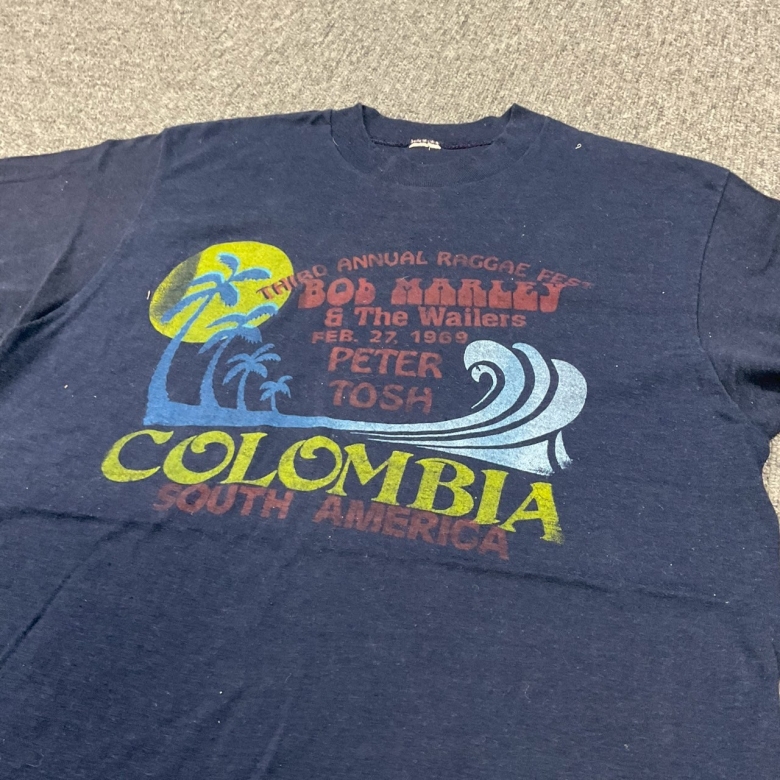 THIRD ANNUAL RAGGAE FEST
BOB MARLEY
& The Wailers
FEB. 27, 1969
PETER
TOSH
COLOMBIA
SOUTH AMERICA